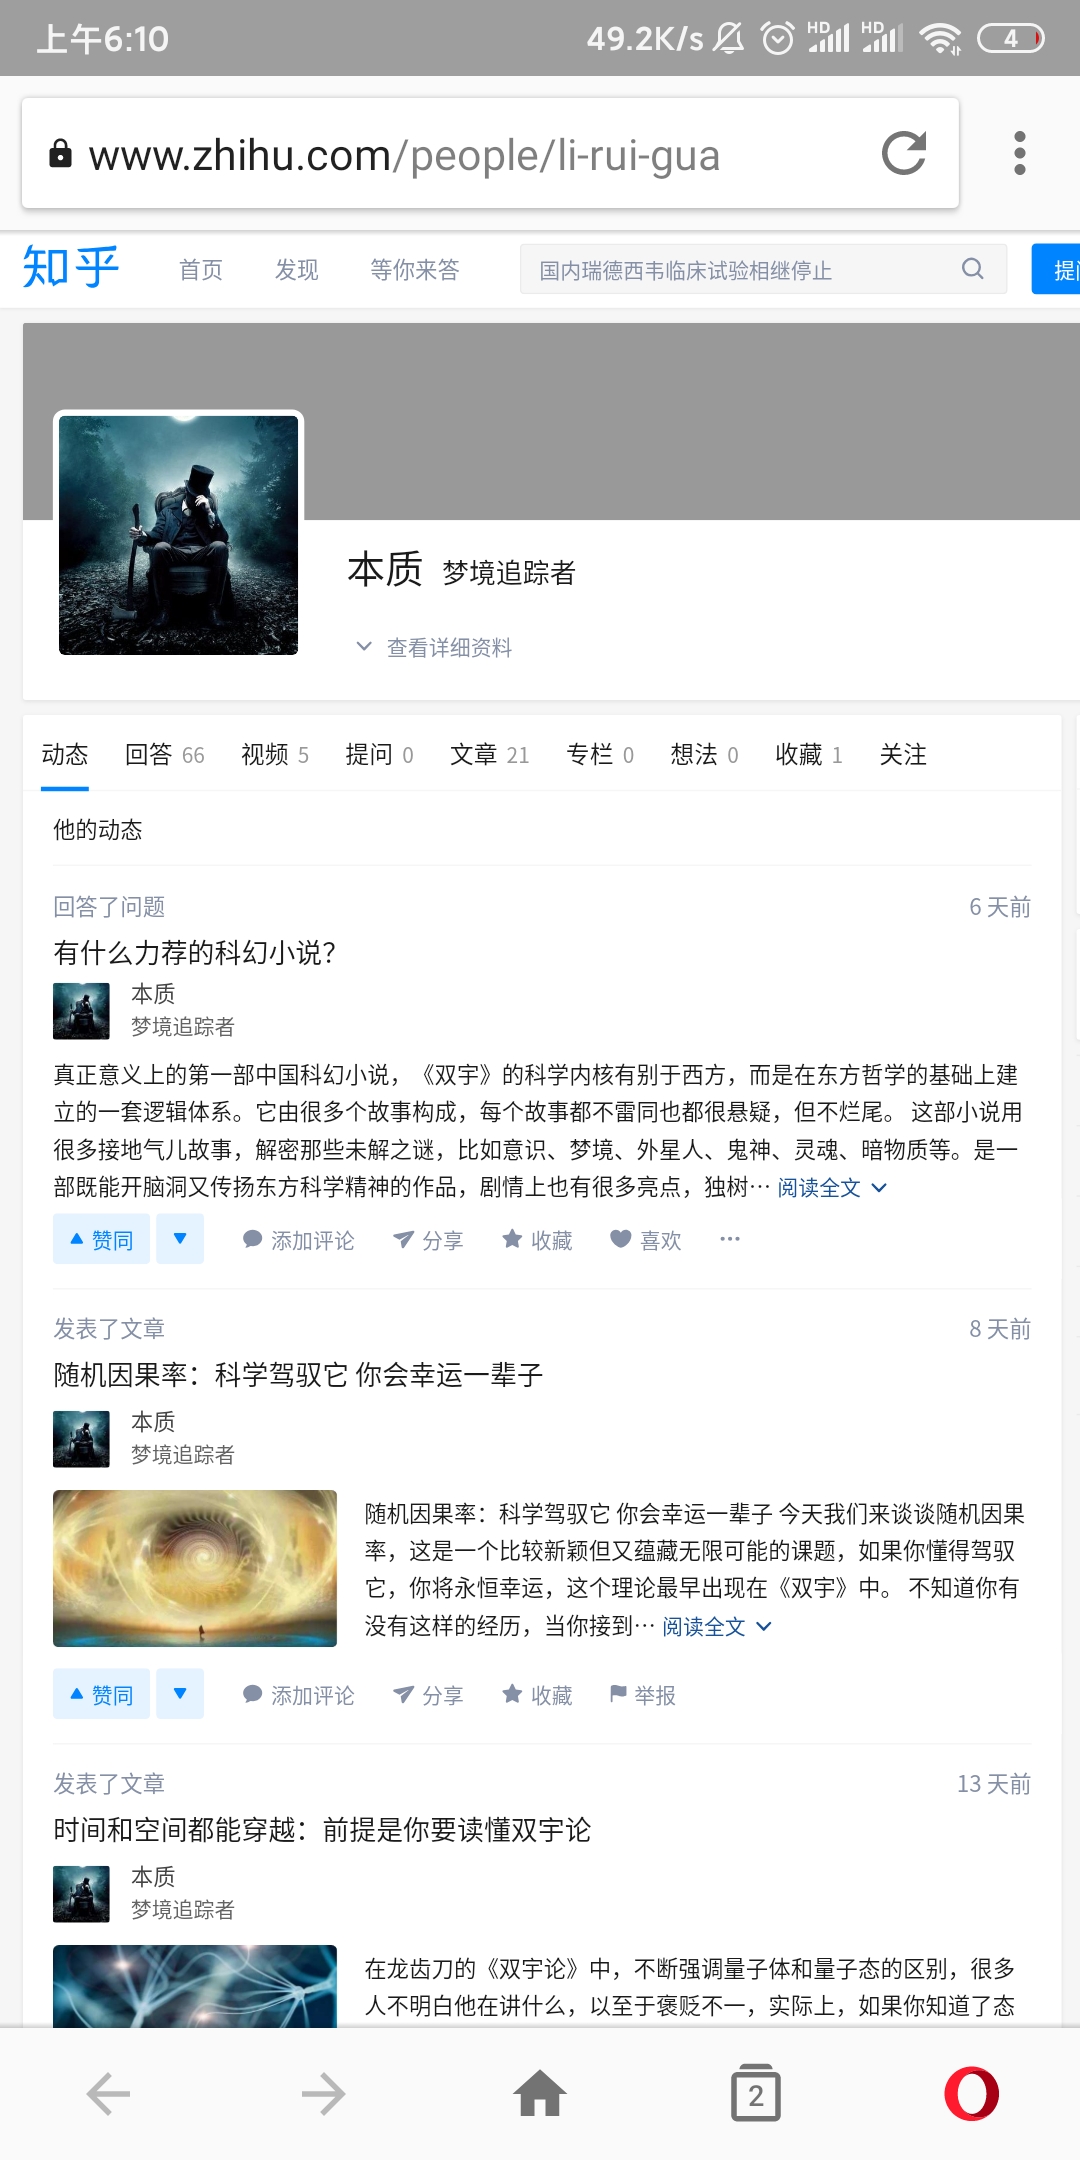 上午6:10 49.2K/s HD HD 4
www.zhihu.com/people/li-rui-gua
知乎 首页 发现 等你来答 国内瑞德西韦临床试验相继停止 提
本质 梦境追踪者
查看详细资料
动态 回答 66 视频 5 提问 0 文章 21 专栏 0 想法 0 收藏 1 关注
他的动态
回答了问题 6 天前
有什么力荐的科幻小说？
本质
梦境追踪者
真正意义上的第一部中国科幻小说，《双宇》的科学内核有别于西方，而是在东方哲学的基础上建
立的一套逻辑体系。它由很多个故事构成，每个故事都不雷同也都很悬疑，但不烂尾。 这部小说用
很多接地气儿故事，解密那些未解之谜，比如意识、梦境、外星人、鬼神、灵魂、暗物质等。是一
部既能开脑洞又传扬东方科学精神的作品，剧情上也有很多亮点，独树… 阅读全文
赞同 添加评论 分享 收藏 喜欢 ···
发表了文章 8 天前
随机因果率：科学驾驭它 你会幸运一辈子
本质
梦境追踪者
随机因果率：科学驾驭它 你会幸运一辈子 今天我们来谈谈随机因果
率，这是一个比较新颖但又蕴藏无限可能的课题，如果你懂得驾驭
它，你将永恒幸运，这个理论最早出现在《双宇》中。 不知道你有
没有这样的经历，当你接到… 阅读全文
赞同 添加评论 分享 收藏 举报
发表了文章 13 天前
时间和空间都能穿越：前提是你要读懂双宇论
本质
梦境追踪者
在龙齿刀的《双宇论》中，不断强调量子体和量子态的区别，很多
人不明白他在讲什么，以至于褒贬不一，实际上，如果你知道了态
2